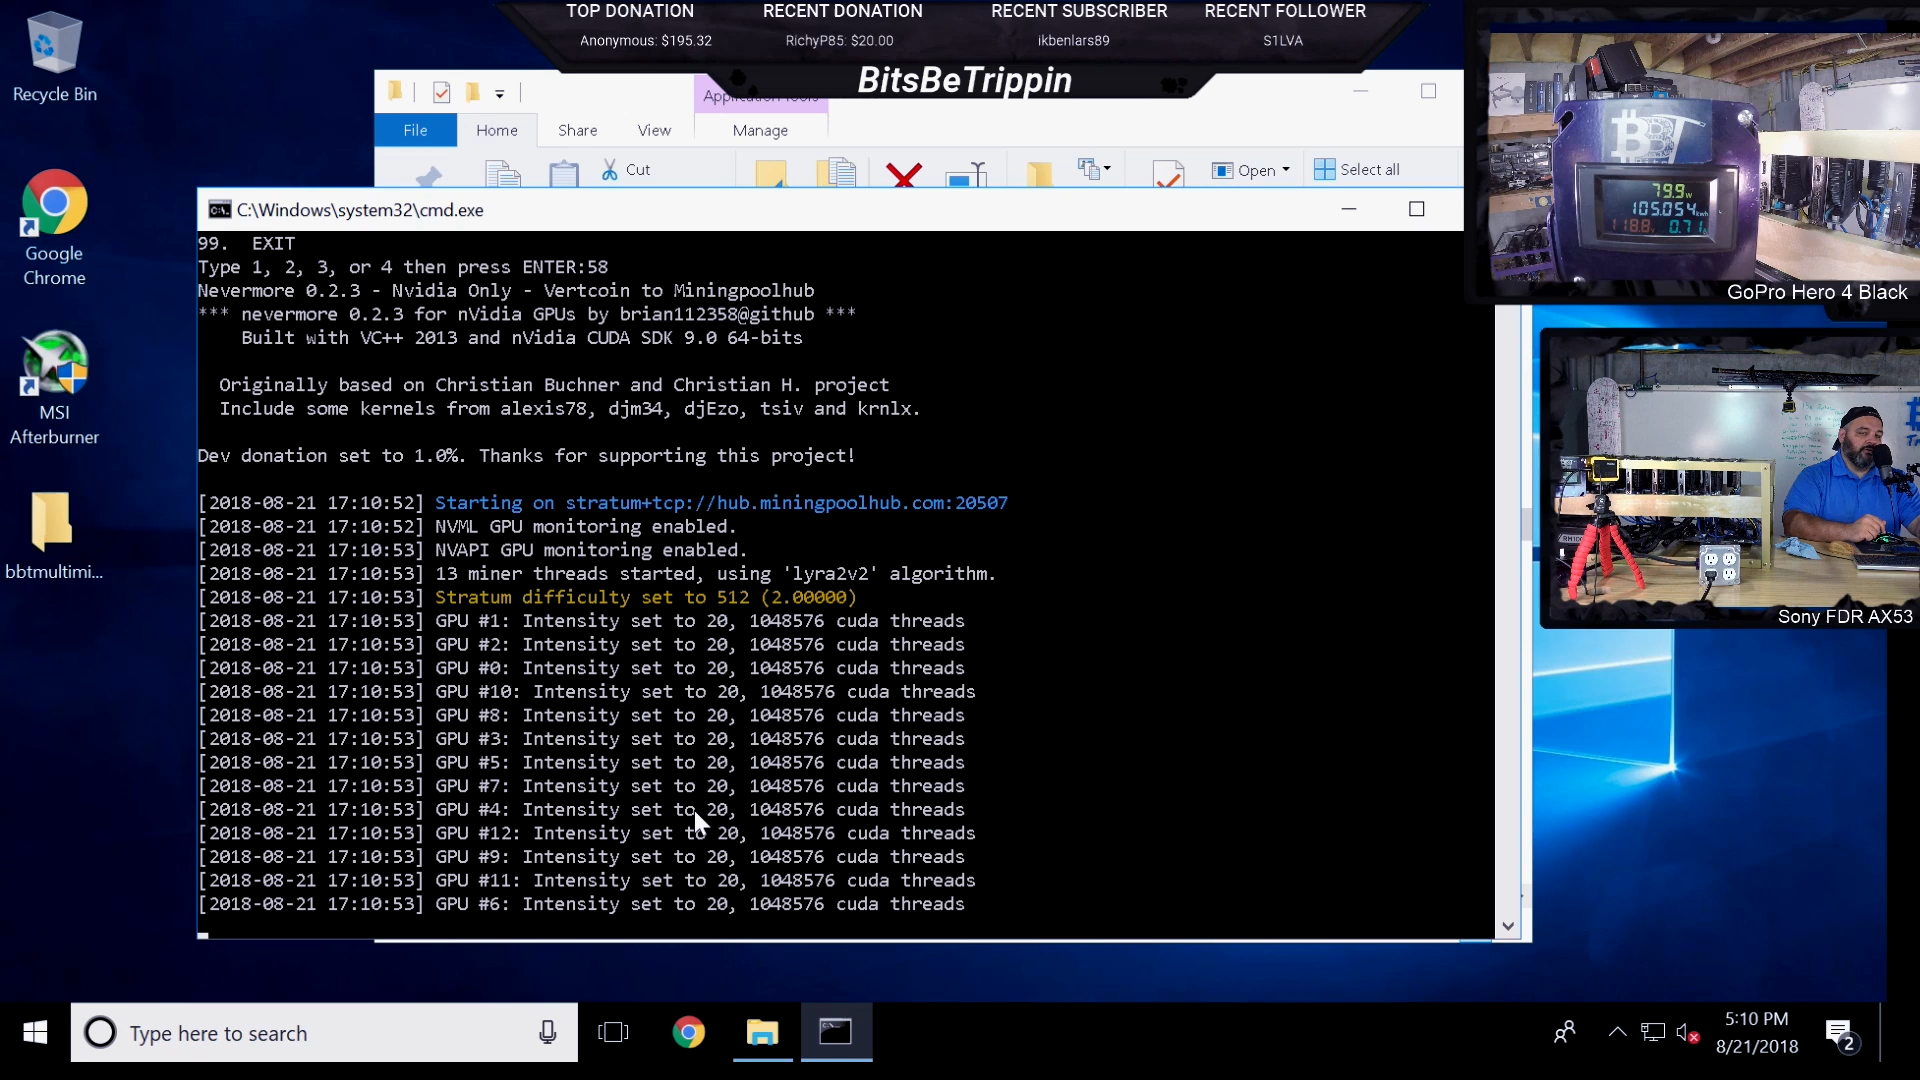 TOP DONATION
Anonymous: $195.32
RECENT DONATION
RichyP85: $20.00
RECENT SUBSCRIBER
ikbenlars89
RECENT FOLLOWER
S1LVA
BitsBeTrippin
Recycle Bin
Google
Chrome
MSI
Afterburner
bbtmultimi...
File
Home
Share
View
Manage
Cut
Open
Select all
C:\Windows\system32\cmd.exe
99.  EXIT
Type 1, 2, 3, or 4 then press ENTER:58
Nevermore 0.2.3 - Nvidia Only - Vertcoin to Miningpoolhub
*** nevermore 0.2.3 for nVidia GPUs by brian112358@github ***
Built with VC++ 2013 and nVidia CUDA SDK 9.0 64-bits
Originally based on Christian Buchner and Christian H. project
Include some kernels from alexis78, djm34, djEzo, tsiv and krnlx.
Dev donation set to 1.0%. Thanks for supporting this project!
[2018-08-21 17:10:52] Starting on stratum+tcp://hub.miningpoolhub.com:20507
[2018-08-21 17:10:52] NVML GPU monitoring enabled.
[2018-08-21 17:10:53] NVAPI GPU monitoring enabled.
[2018-08-21 17:10:53] 13 miner threads started, using 'lyra2v2' algorithm.
[2018-08-21 17:10:53] Stratum difficulty set to 512 (2.00000)
[2018-08-21 17:10:53] GPU #1: Intensity set to 20, 1048576 cuda threads
[2018-08-21 17:10:53] GPU #2: Intensity set to 20, 1048576 cuda threads
[2018-08-21 17:10:53] GPU #0: Intensity set to 20, 1048576 cuda threads
[2018-08-21 17:10:53] GPU #10: Intensity set to 20, 1048576 cuda threads
[2018-08-21 17:10:53] GPU #8: Intensity set to 20, 1048576 cuda threads
[2018-08-21 17:10:53] GPU #3: Intensity set to 20, 1048576 cuda threads
[2018-08-21 17:10:53] GPU #5: Intensity set to 20, 1048576 cuda threads
[2018-08-21 17:10:53] GPU #7: Intensity set to 20, 1048576 cuda threads
[2018-08-21 17:10:53] GPU #4: Intensity set to 20, 1048576 cuda threads
[2018-08-21 17:10:53] GPU #12: Intensity set to 20, 1048576 cuda threads
[2018-08-21 17:10:53] GPU #9: Intensity set to 20, 1048576 cuda threads
[2018-08-21 17:10:53] GPU #11: Intensity set to 20, 1048576 cuda threads
[2018-08-21 17:10:53] GPU #6: Intensity set to 20, 1048576 cuda threads
79.9w
105.054kwh
118.8v 0.71
GoPro Hero 4 Black
Sony FDR AX53
Type here to search
5:10 PM
8/21/2018
2